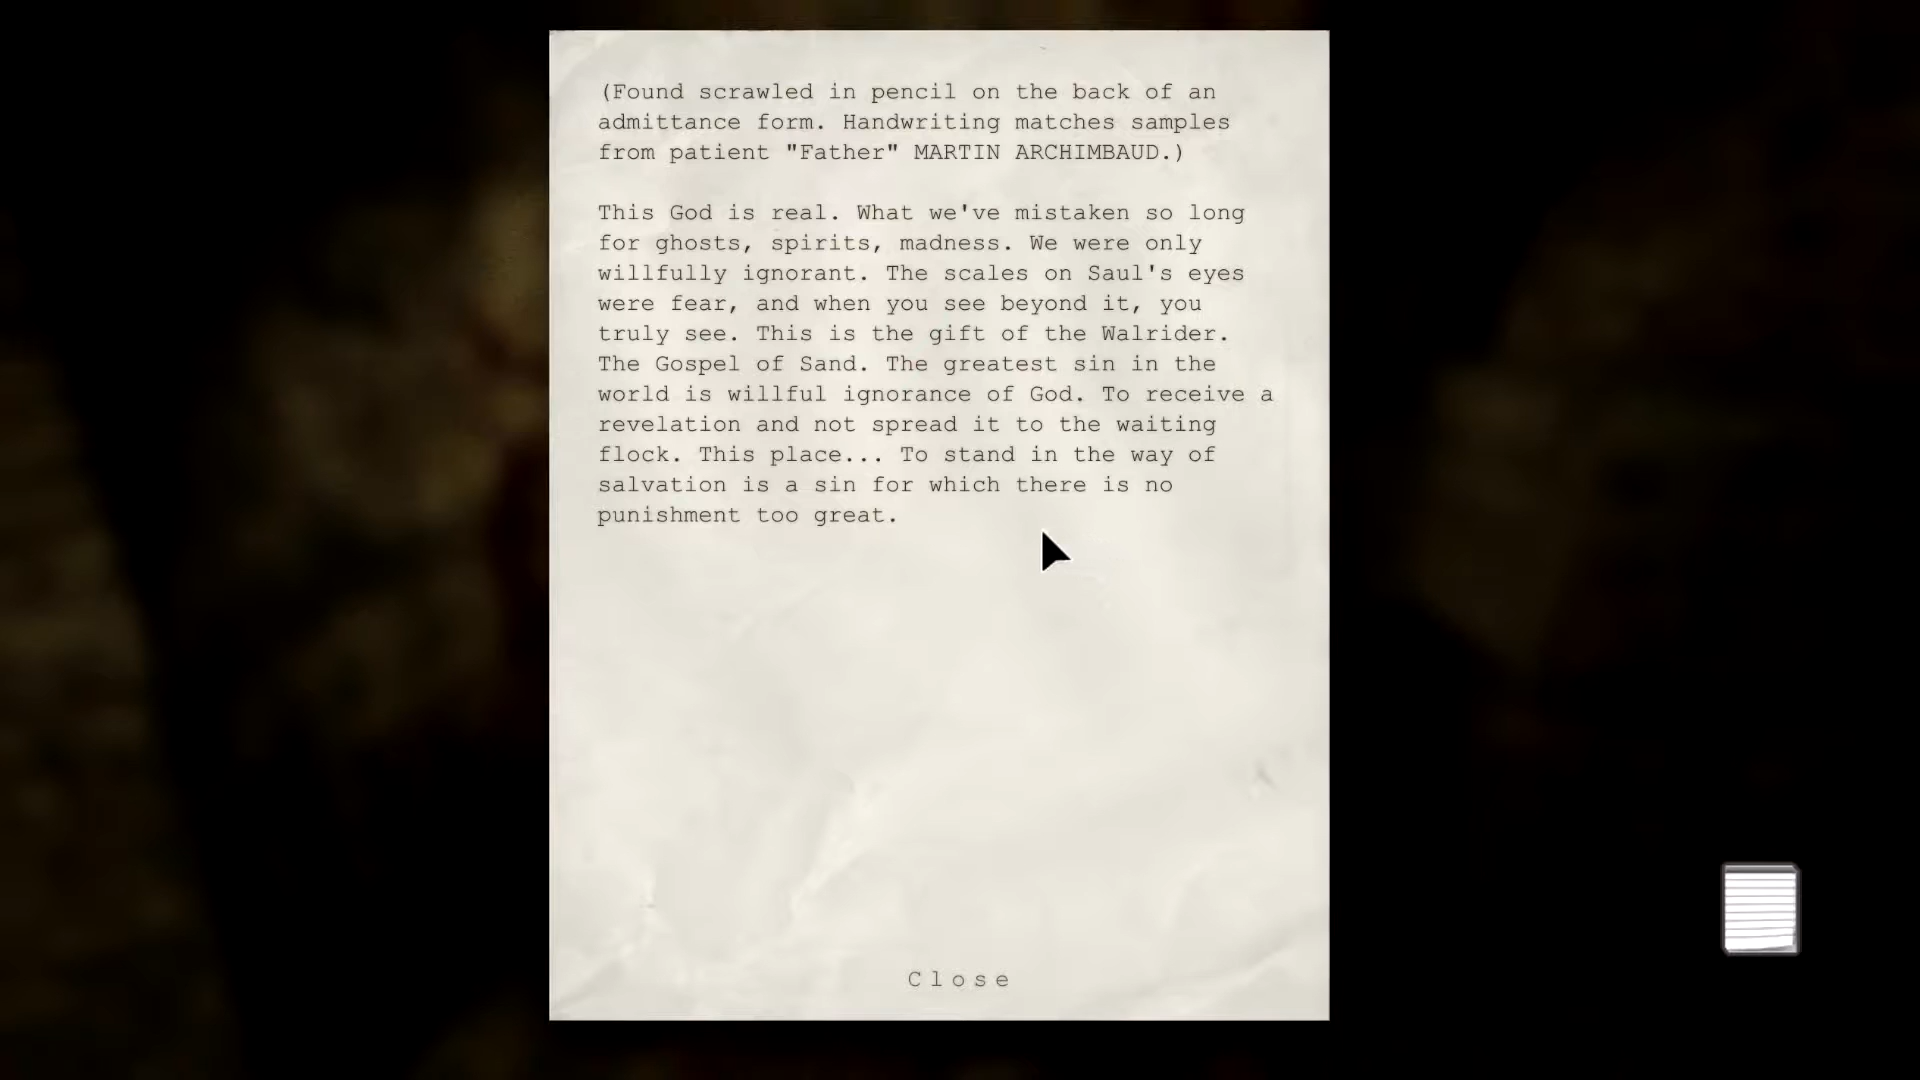 (Found scrawled in pencil on the back of an
admittance form. Handwriting matches samples
from patient "Father" MARTIN ARCHIMBAUD.)
This God is real. What we've mistaken so long
for ghosts, spirits, madness. We were only
willfully ignorant. The scales on Saul's eyes
were fear, and when you see beyond it, you
truly see. This is the gift of the Walrider.
The Gospel of Sand. The greatest sin in the
world is willful ignorance of God. To receive a
revelation and not spread it to the waiting
flock. This place... To stand in the way of
salvation is a sin for which there is no
punishment too great.
Close